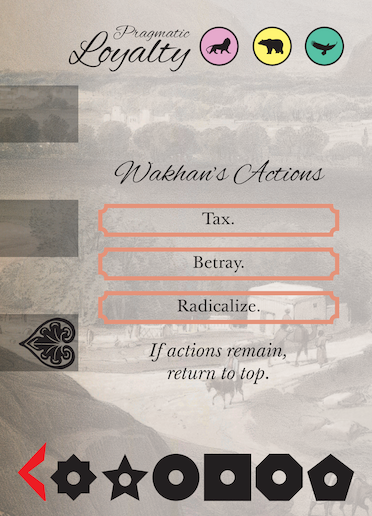 Pragmatic
Loyalty
Wakhan's Actions
Tax.
Betray.
Radicalize.
If actions remain,
return to top.